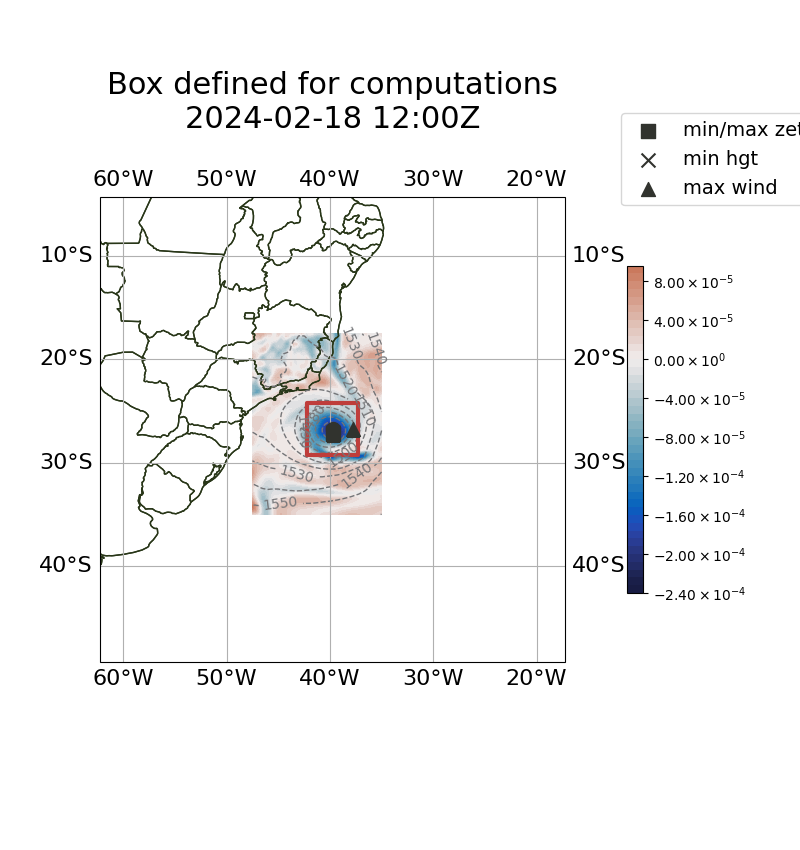 Box defined for computations
2024-02-18 12:00Z
min/max zet
min hgt
max wind
60°W 50°W 40°W 30°W 20°W
10°S 10°S
20°S 20°S
30°S 30°S
40°S 40°S
60°W 50°W 40°W 30°W 20°W
1530
1540
1520
1510
1530
1540
1550
8.00 × 10⁻⁵
4.00 × 10⁻⁵
0.00 × 10⁰
−4.00 × 10⁻⁵
−8.00 × 10⁻⁵
−1.20 × 10⁻⁴
−1.60 × 10⁻⁴
−2.00 × 10⁻⁴
−2.40 × 10⁻⁴